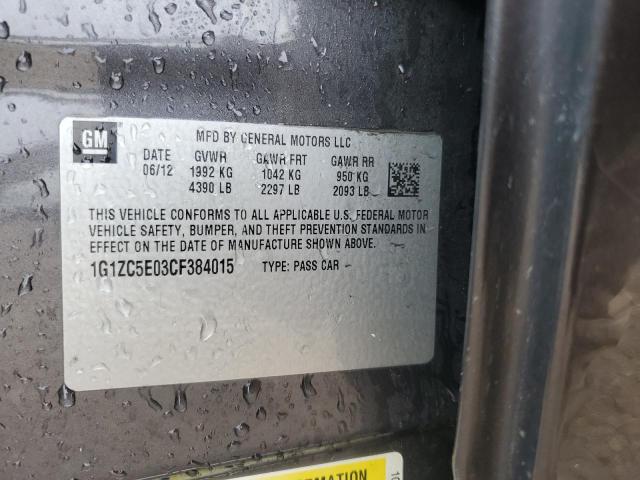 GM
MFD BY GENERAL MOTORS LLC
DATE GVWR GAWR FRT GAWR RR
06/12 1992 KG 1042 KG 950 KG
4390 LB 2297 LB 2093 LB
THIS VEHICLE CONFORMS TO ALL APPLICABLE U.S. FEDERAL MOTOR
VEHICLE SAFETY, BUMPER, AND THEFT PREVENTION STANDARDS
IN EFFECT ON THE DATE OF MANUFACTURE SHOWN ABOVE.
1G1ZC5E03CF384015 TYPE: PASS CAR